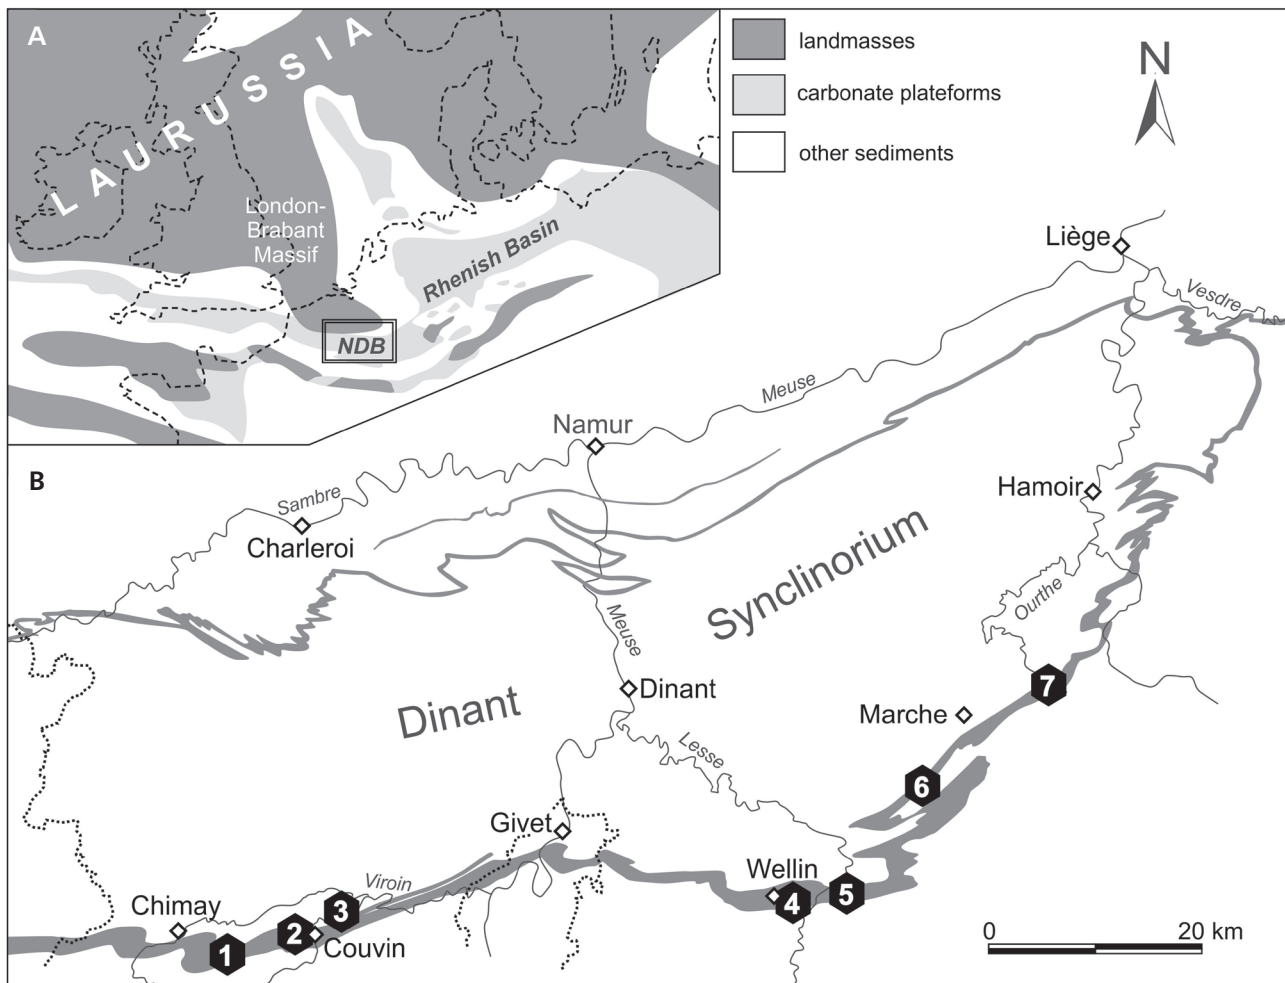 A
LAURUSSIA
London-
Brabant
Massif
Rhenish Basin
NDB
landmasses
carbonate plateforms
other sediments
N
B
Liège
Vesdre
Meuse
Namur
Sambre
Charleroi
Hamoir
Synclinorium
Ourthe
Meuse
Dinant
Dinant
7
Marche
Lesse
6
Givet
Wellin
Viroin
5
4
Chimay
3
2
Couvin
1
0 20 km